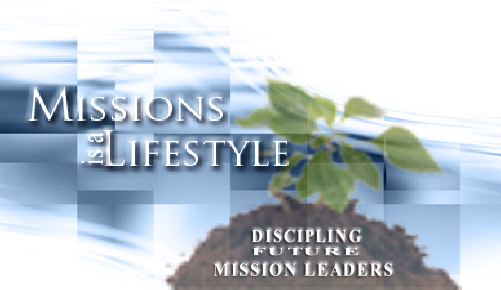 MISSIONS
is a LIFESTYLE
DISCIPLING
FUTURE
MISSION LEADERS